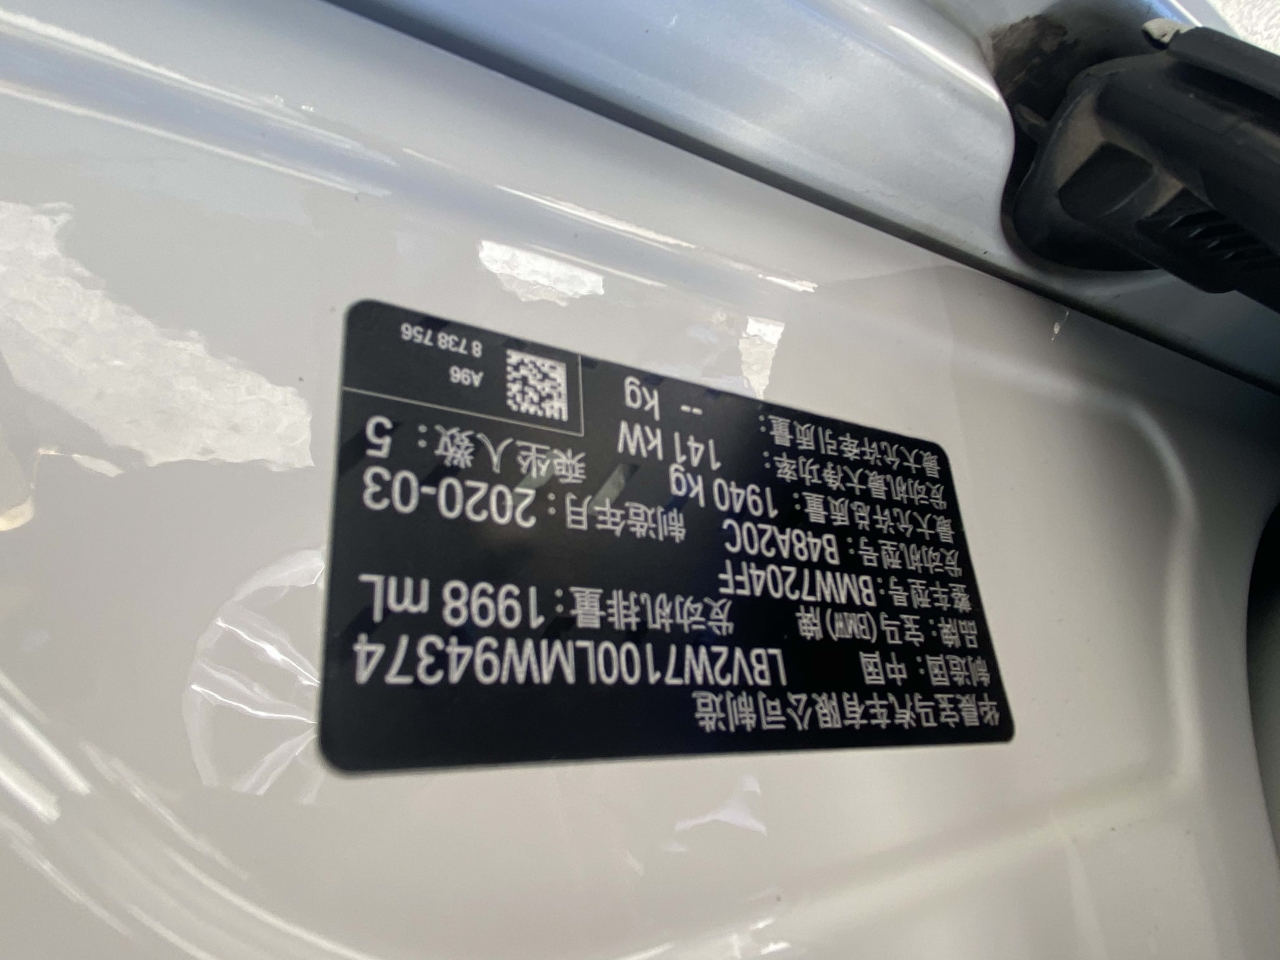 华晨宝马汽车有限公司制造
制造国：中国 LBV2W7100LMW94374
品牌：宝马(BMW)牌
整车型号：BMW7204FF 发动机排量：1998 mL
发动机型号：B48A20C
最大允许总质量：1940 kg 制造年月：2020-03
发动机最大净功率：141 kW 乘坐人数：5
最大允许牵引质量：-- kg
A96
8 738 756